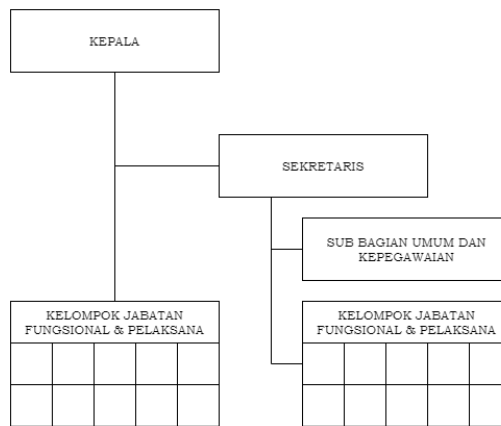 KEPALA
SEKRETARIS
SUB BAGIAN UMUM DAN
KEPEGAWAIAN
KELOMPOK JABATAN
FUNGSIONAL & PELAKSANA
KELOMPOK JABATAN
FUNGSIONAL & PELAKSANA